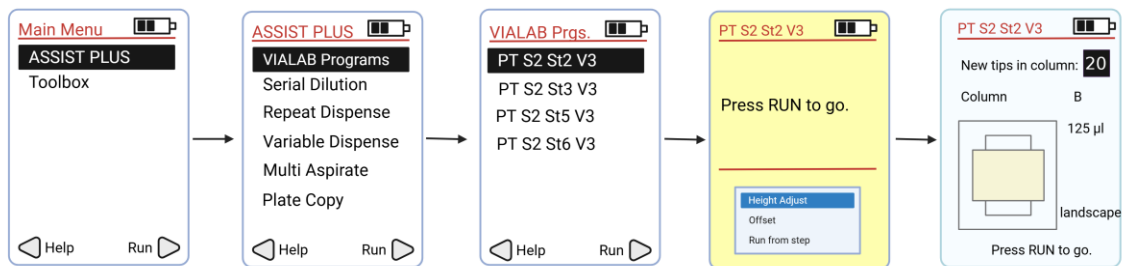 Main Menu
ASSIST PLUS
Toolbox
Help Run
ASSIST PLUS
VIALAB Programs
Serial Dilution
Repeat Dispense
Variable Dispense
Multi Aspirate
Plate Copy
Help Run
VIALAB Prqs.
PT S2 St2 V3
PT S2 St3 V3
PT S2 St5 V3
PT S2 St6 V3
Help Run
PT S2 St2 V3
Press RUN to go.
Height Adjust
Offset
Run from step
PT S2 St2 V3
New tips in column: 20
Column B
125 µl
landscape
Press RUN to go.